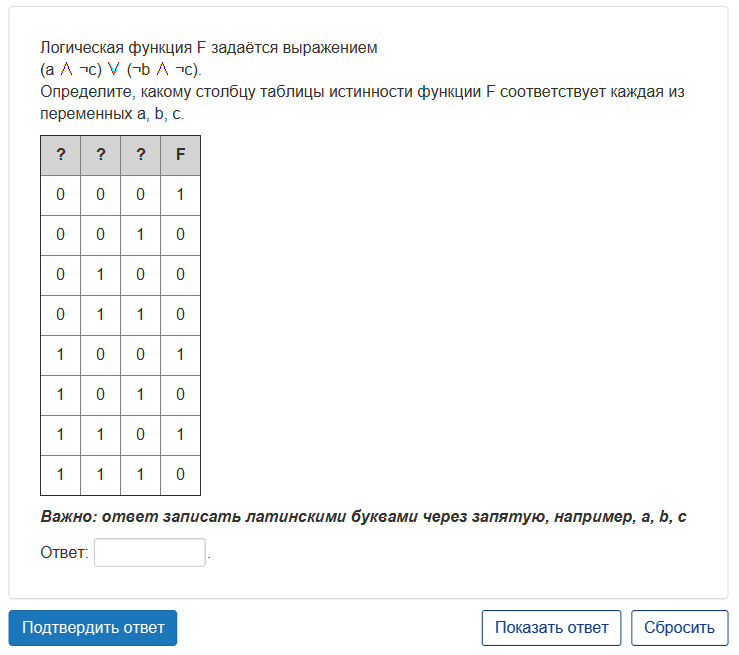 Логическая функция F задаётся выражением
(a ∧ ¬c) ∨ (¬b ∧ ¬c).
Определите, какому столбцу таблицы истинности функции F соответствует каждая из
переменных a, b, c.
? ? ? F
0 0 0 1
0 0 1 0
0 1 0 0
0 1 1 0
1 0 0 1
1 0 1 0
1 1 0 1
1 1 1 0
Важно: ответ записать латинскими буквами через запятую, например, a, b, c
Ответ: .
Подтвердить ответ Показать ответ Сбросить